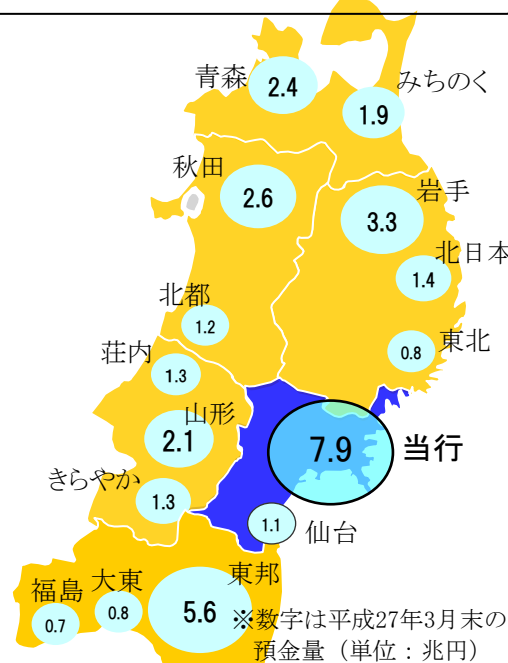 青森
2.4
みちのく
1.9
秋田
2.6
岩手
3.3
北日本
1.4
北都
1.2
東北
0.8
荘内
1.3
山形
2.1
7.9
当行
きらやか
1.3
1.1
仙台
福島
0.7
大東
0.8
東邦
5.6
※数字は平成27年3月末の
預金量（単位：兆円）